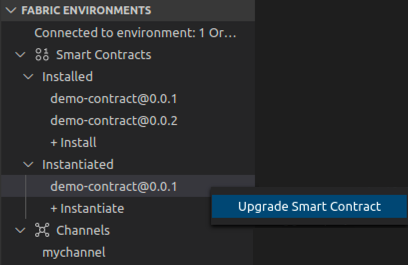 FABRIC ENVIRONMENTS
Connected to environment: 1 Or...
Smart Contracts
Installed
demo-contract@0.0.1
demo-contract@0.0.2
+ Install
Instantiated
demo-contract@0.0.1
Upgrade Smart Contract
+ Instantiate
Channels
mychannel